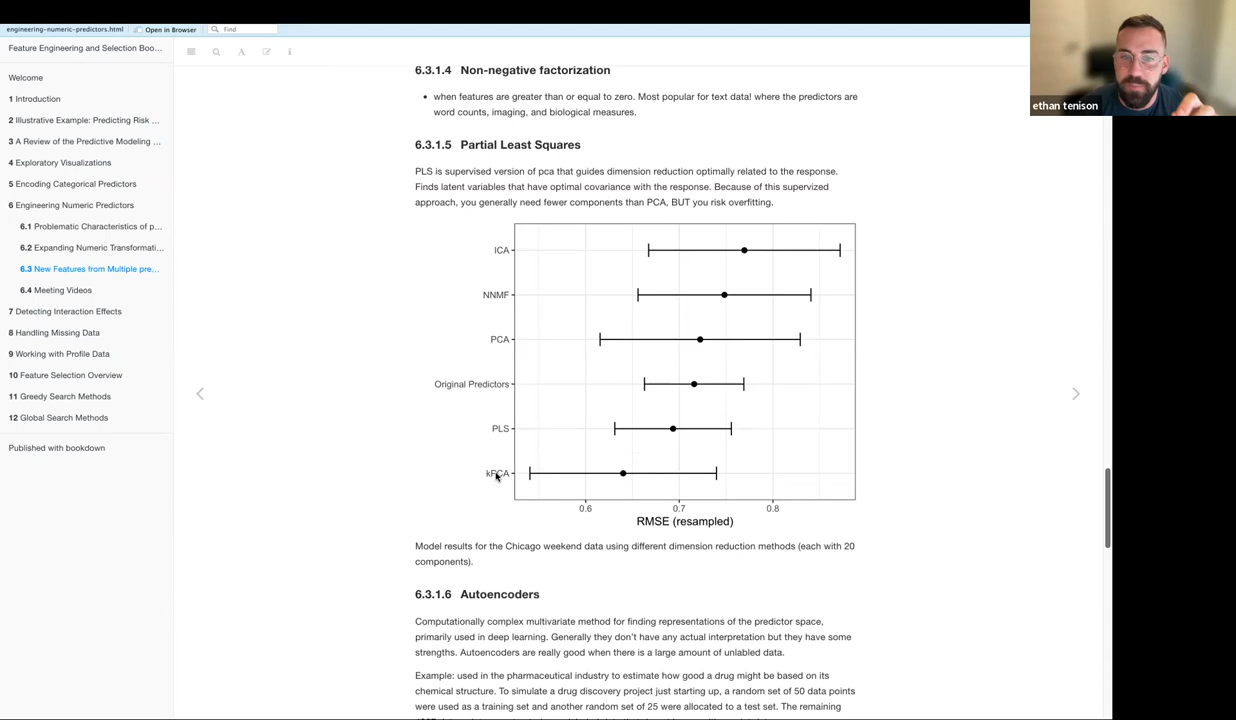 engineering-numeric-predictors.html
Open in Browser
Find
Feature Engineering and Selection Boo...
Welcome
1 Introduction
2 Illustrative Example: Predicting Risk ...
3 A Review of the Predictive Modeling ...
4 Exploratory Visualizations
5 Encoding Categorical Predictors
6 Engineering Numeric Predictors
6.1 Problematic Characteristics of p...
6.2 Expanding Numeric Transformati...
6.3 New Features from Multiple pre...
6.4 Meeting Videos
7 Detecting Interaction Effects
8 Handling Missing Data
9 Working with Profile Data
10 Feature Selection Overview
11 Greedy Search Methods
12 Global Search Methods
Published with bookdown
A
i
6.3.1.4 Non-negative factorization
• when features are greater than or equal to zero. Most popular for text data! where the predictors are
word counts, imaging, and biological measures.
6.3.1.5 Partial Least Squares
PLS is supervised version of pca that guides dimension reduction optimally related to the response.
Finds latent variables that have optimal covariance with the response. Because of this supervised
approach, you generally need fewer components than PCA, BUT you risk overfitting.
ICA
NNMF
PCA
Original Predictors
PLS
kPCA
0.6 0.7 0.8
RMSE (resampled)
Model results for the Chicago weekend data using different dimension reduction methods (each with 20
components).
6.3.1.6 Autoencoders
Computationally complex multivariate method for finding representations of the predictor space,
primarily used in deep learning. Generally they don't have any actual interpretation but they have some
strengths. Autoencoders are really good when there is a large amount of unlabled data.
Example: used in the pharmaceutical industry to estimate how good a drug might be based on its
chemical structure. To simulate a drug discovery project just starting up, a random set of 50 data points
were used as a training set and another random set of 25 were allocated to a test set. The remaining
ethan tenison